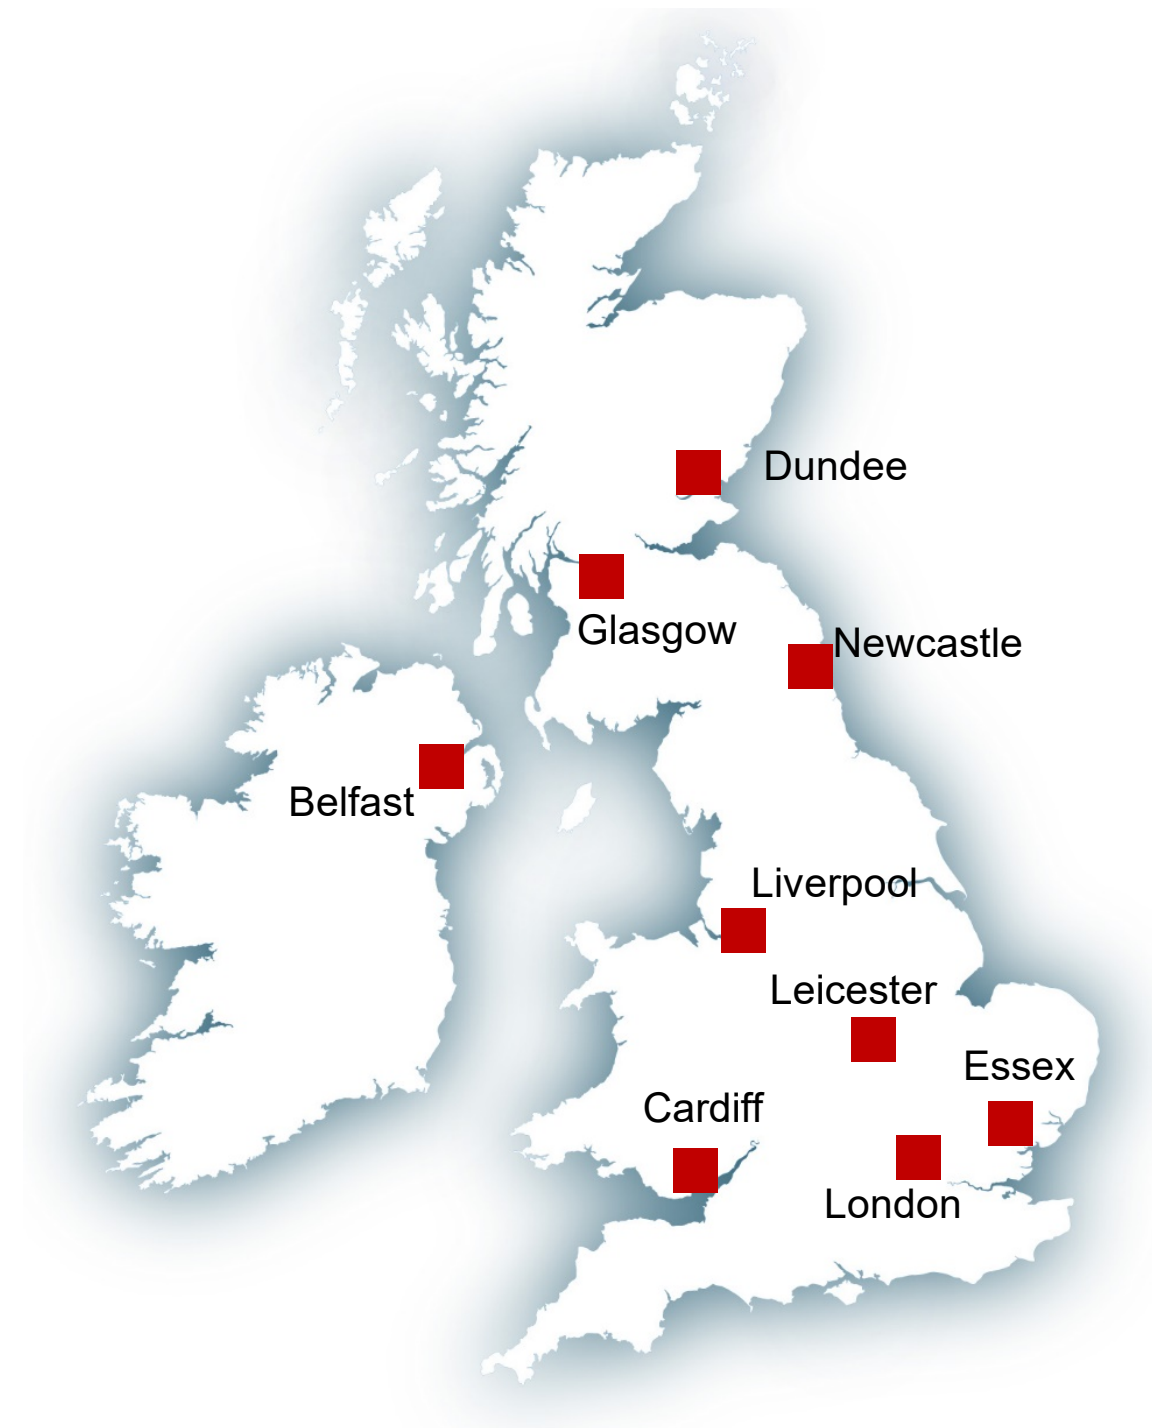 Dundee
Glasgow
Newcastle
Belfast
Liverpool
Leicester
Essex
Cardiff
London